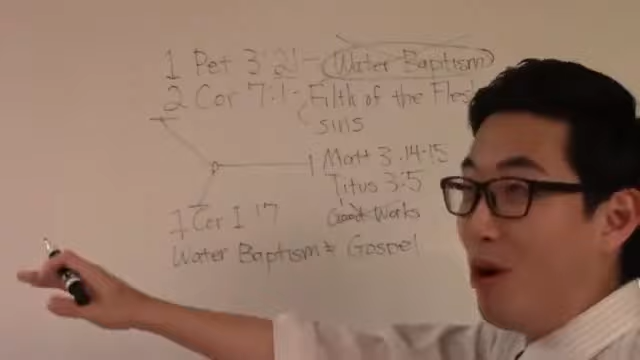 1 Pet 3:21- Water Baptism
2 Cor 7:1- Filth of the Flesh
sins
Matt 3:14-15
Titus 3:5
Good Works
1 Cor 1:17
Water Baptism ≠ Gospel